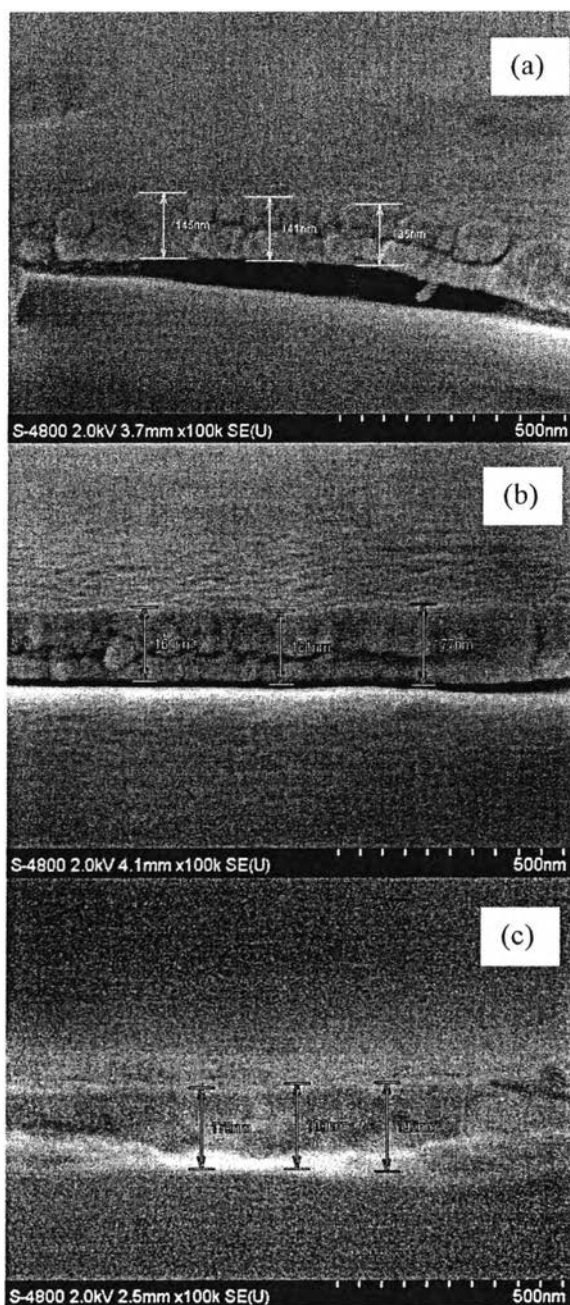 (a)
145nm 141nm
S-4800 2.0kV 3.7mm x100k SE(U) 500nm
(b)
S-4800 2.0kV 4.1mm x100k SE(U) 500nm
(c)
S-4800 2.0kV 2.5mm x100k SE(U) 500nm